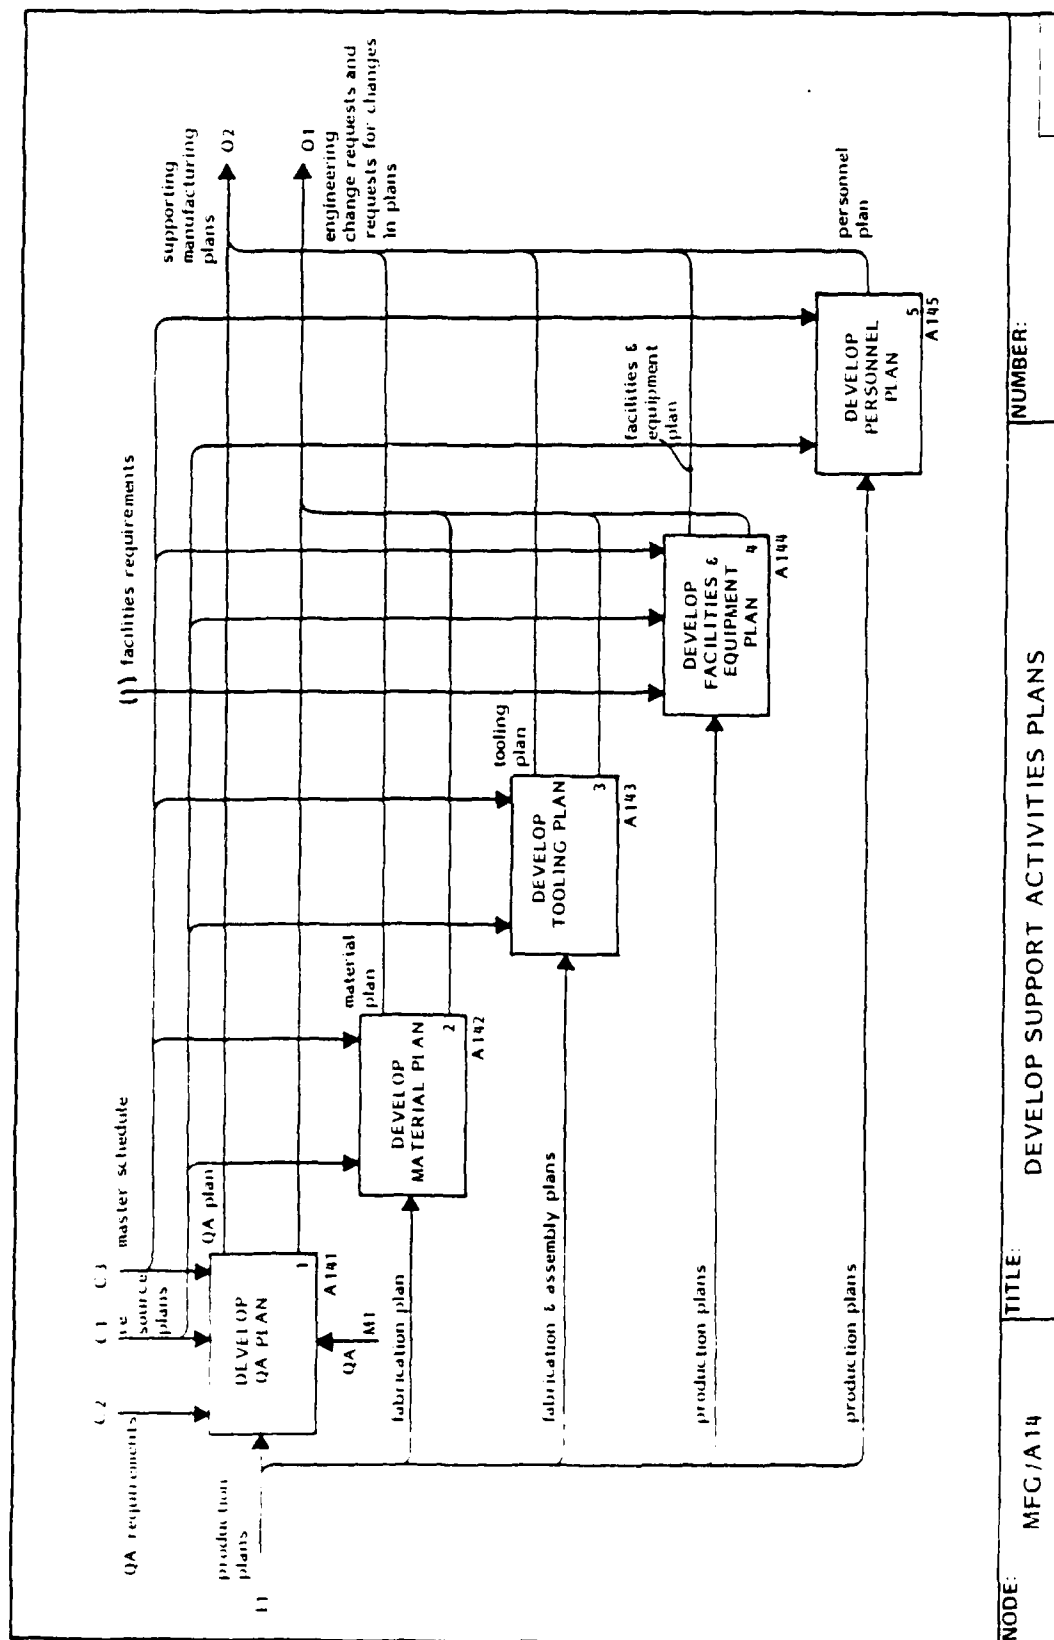 C2
C1
C3
QA requirements
source
plans
master schedule
( ) facilities requirements
supporting
manufacturing
plans
O2
O1
engineering
change requests and
requests for changes
in plans
I1
production
plans
DEVELOP
QA PLAN
1
A141
QA plan
QA
M1
fabrication plan
DEVELOP
MATERIAL PLAN
2
A142
material
plan
fabrication & assembly plans
DEVELOP
TOOLING PLAN
3
A143
tooling
plan
production plans
DEVELOP
FACILITIES &
EQUIPMENT
PLAN
4
A144
facilities &
equipment
plan
production plans
DEVELOP
PERSONNEL
PLAN
5
A145
personnel
plan
NODE:
MFG/A14
TITLE:
DEVELOP SUPPORT ACTIVITIES PLANS
NUMBER: